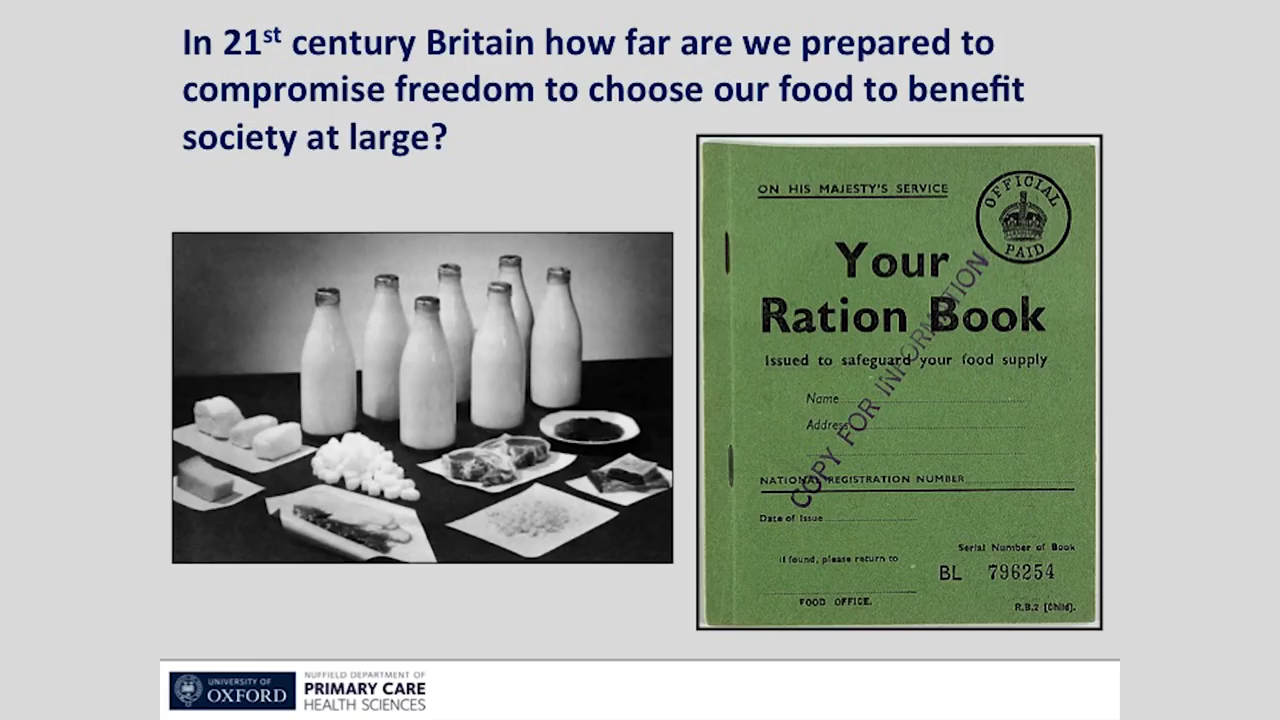 In 21st century Britain how far are we prepared to
compromise freedom to choose our food to benefit
society at large?
ON HIS MAJESTY'S SERVICE
OFFICIAL
PAID
Your
Ration Book
Issued to safeguard your food supply
Name
Address
NATIONAL REGISTRATION NUMBER
Date of Issue
If found, please return to
FOOD OFFICE.
Serial Number of Book
BL 796254
R.B.2 [Child].
COPY FOR INFORMATION
UNIVERSITY OF
OXFORD
NUFFIELD DEPARTMENT OF
PRIMARY CARE
HEALTH SCIENCES